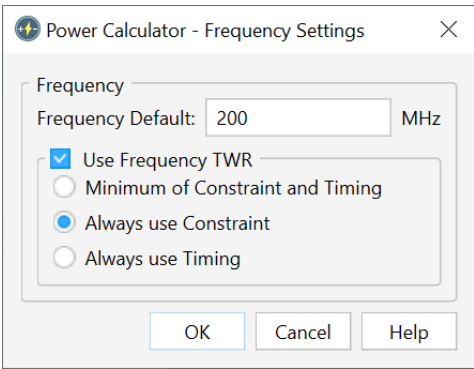 Power Calculator - Frequency Settings
Frequency
Frequency Default: 200 MHz
Use Frequency TWR
Minimum of Constraint and Timing
Always use Constraint
Always use Timing
OK Cancel Help